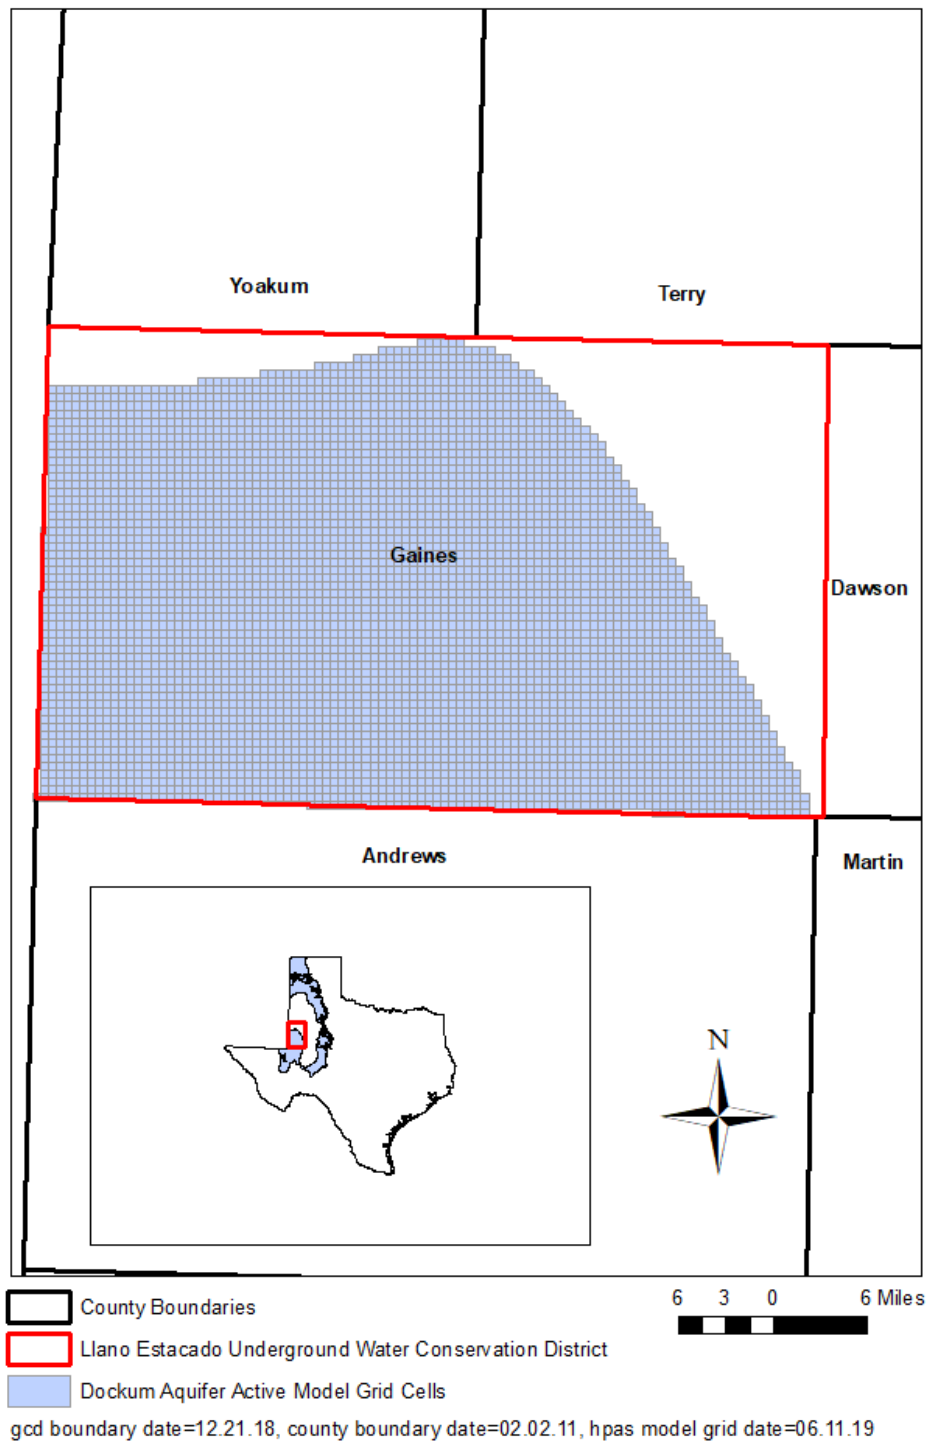 Yoakum
Terry
Gaines
Dawson
Andrews
Martin
N
6 3 0 6 Miles
County Boundaries
Llano Estacado Underground Water Conservation District
Dockum Aquifer Active Model Grid Cells
gcd boundary date=12.21.18, county boundary date=02.02.11, hpas model grid date=06.11.19